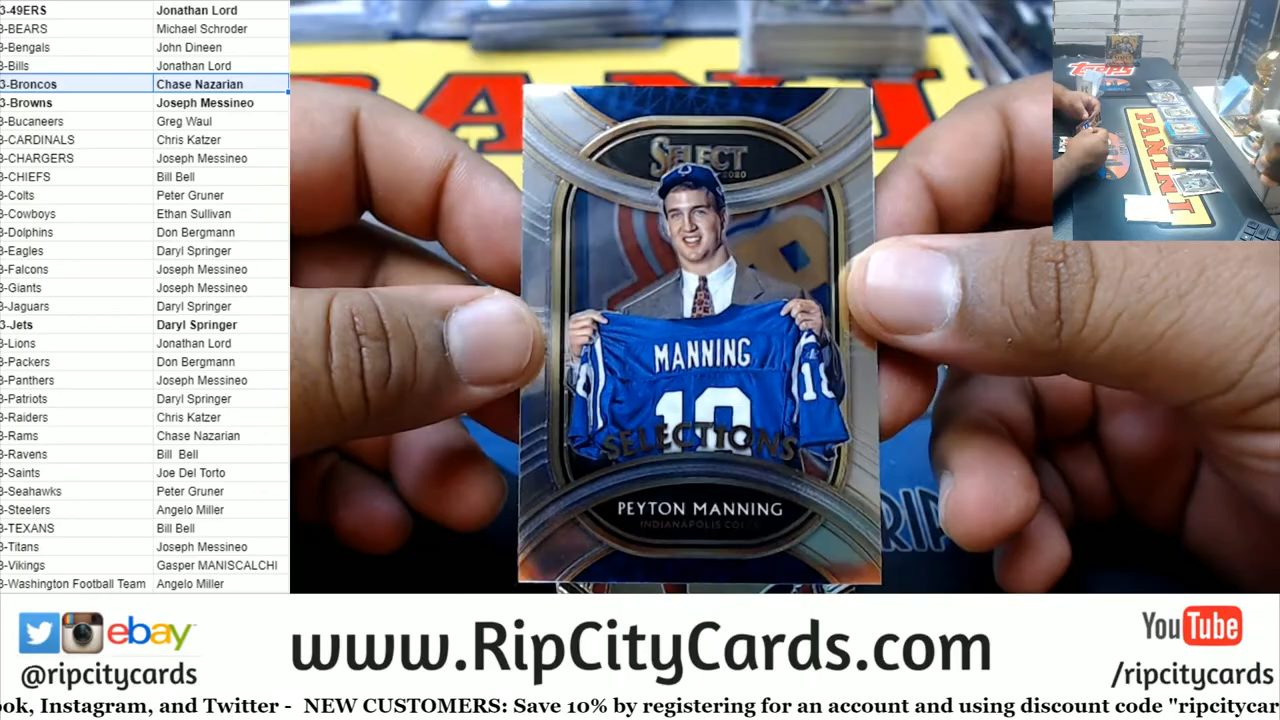 3-49ERS Jonathan Lord
3-BEARS Michael Schroder
3-Bengals John Dineen
3-Bills Jonathan Lord
3-Broncos Chase Nazarian
3-Browns Joseph Messineo
3-Bucaneers Greg Waul
3-CARDINALS Chris Katzer
3-CHARGERS Joseph Messineo
3-CHIEFS Bill Bell
3-Colts Peter Gruner
3-Cowboys Ethan Sullivan
3-Dolphins Don Bergmann
3-Eagles Daryl Springer
3-Falcons Joseph Messineo
3-Giants Joseph Messineo
3-Jaguars Daryl Springer
3-Jets Daryl Springer
3-Lions Jonathan Lord
3-Packers Don Bergmann
3-Panthers Joseph Messineo
3-Patriots Daryl Springer
3-Raiders Chris Katzer
3-Rams Chase Nazarian
3-Ravens Bill Bell
3-Saints Joe Del Torto
3-Seahawks Peter Gruner
3-Steelers Angelo Miller
3-TEXANS Bill Bell
3-Titans Joseph Messineo
3-Vikings Gasper MANISCALCHI
3-Washington Football Team Angelo Miller
SELECT
2020
MANNING
18
18
SELECTIONS
PEYTON MANNING
INDIANAPOLIS
RIP
Topps
PANINI
ebay
@ripcitycards
www.RipCityCards.com
YouTube
/ripcitycards
ok, Instagram, and Twitter - NEW CUSTOMERS: Save 10% by registering for an account and using discount code "ripcitycar